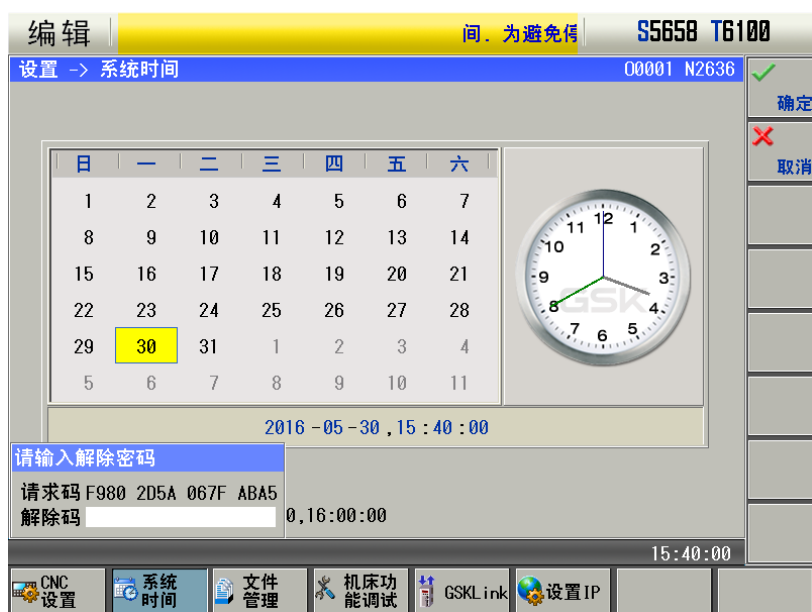 编辑 间．为避免停 S5658 T6100
设置 -> 系统时间 O0001 N2636
确定
取消
日 一 二 三 四 五 六
1 2 3 4 5 6 7
8 9 10 11 12 13 14
15 16 17 18 19 20 21
22 23 24 25 26 27 28
29 30 31 1 2 3 4
5 6 7 8 9 10 11
12 1 2 3 4 5 6 7 8 9 10 11
GSK
2016-05-30,15:40:00
请输入解除密码
请求码 F980 2D5A 067F ABA5
解除码
0,16:00:00
15:40:00
CNC
设置
系统
时间
文件
管理
机床功
能调试
GSKLink
设置IP